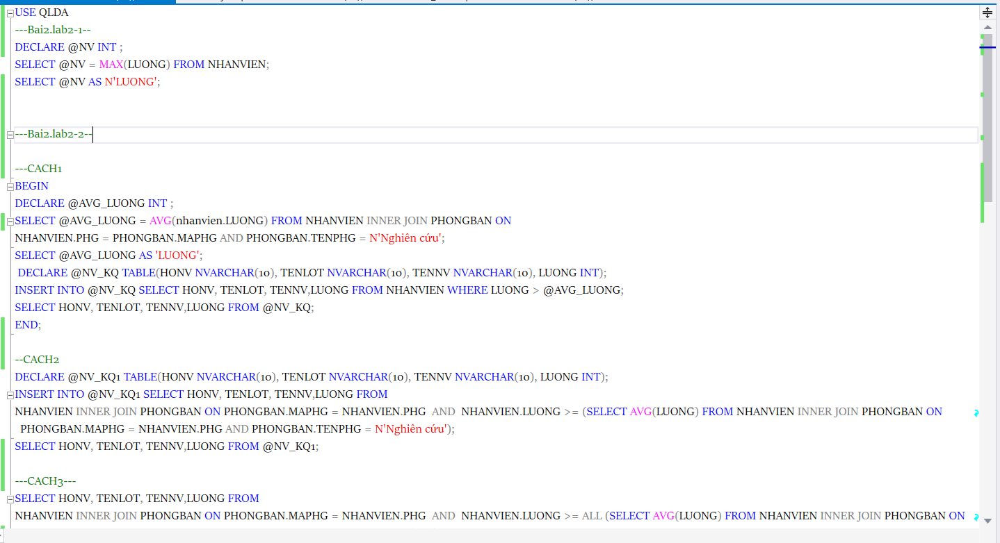 USE QLDA
---Bai2.lab2-1--
DECLARE @NV INT ;
SELECT @NV = MAX(LUONG) FROM NHANVIEN;
SELECT @NV AS N'LUONG';
---Bai2.lab2-2--
---CACH1
BEGIN
DECLARE @AVG_LUONG INT ;
SELECT @AVG_LUONG = AVG(nhanvien.LUONG) FROM NHANVIEN INNER JOIN PHONGBAN ON
NHANVIEN.PHG = PHONGBAN.MAPHG AND PHONGBAN.TENPHG = N'Nghiên cứu';
SELECT @AVG_LUONG AS 'LUONG';
DECLARE @NV_KQ TABLE(HONV NVARCHAR(10), TENLOT NVARCHAR(10), TENNV NVARCHAR(10), LUONG INT);
INSERT INTO @NV_KQ SELECT HONV, TENLOT, TENNV,LUONG FROM NHANVIEN WHERE LUONG > @AVG_LUONG;
SELECT HONV, TENLOT, TENNV,LUONG FROM @NV_KQ;
END;
--CACH2
DECLARE @NV_KQ1 TABLE(HONV NVARCHAR(10), TENLOT NVARCHAR(10), TENNV NVARCHAR(10), LUONG INT);
INSERT INTO @NV_KQ1 SELECT HONV, TENLOT, TENNV,LUONG FROM
NHANVIEN INNER JOIN PHONGBAN ON PHONGBAN.MAPHG = NHANVIEN.PHG  AND  NHANVIEN.LUONG >= (SELECT AVG(LUONG) FROM NHANVIEN INNER JOIN PHONGBAN ON
PHONGBAN.MAPHG = NHANVIEN.PHG AND PHONGBAN.TENPHG = N'Nghiên cứu');
SELECT HONV, TENLOT, TENNV,LUONG FROM @NV_KQ1;
---CACH3---
SELECT HONV, TENLOT, TENNV,LUONG FROM
NHANVIEN INNER JOIN PHONGBAN ON PHONGBAN.MAPHG = NHANVIEN.PHG  AND  NHANVIEN.LUONG >= ALL (SELECT AVG(LUONG) FROM NHANVIEN INNER JOIN PHONGBAN ON